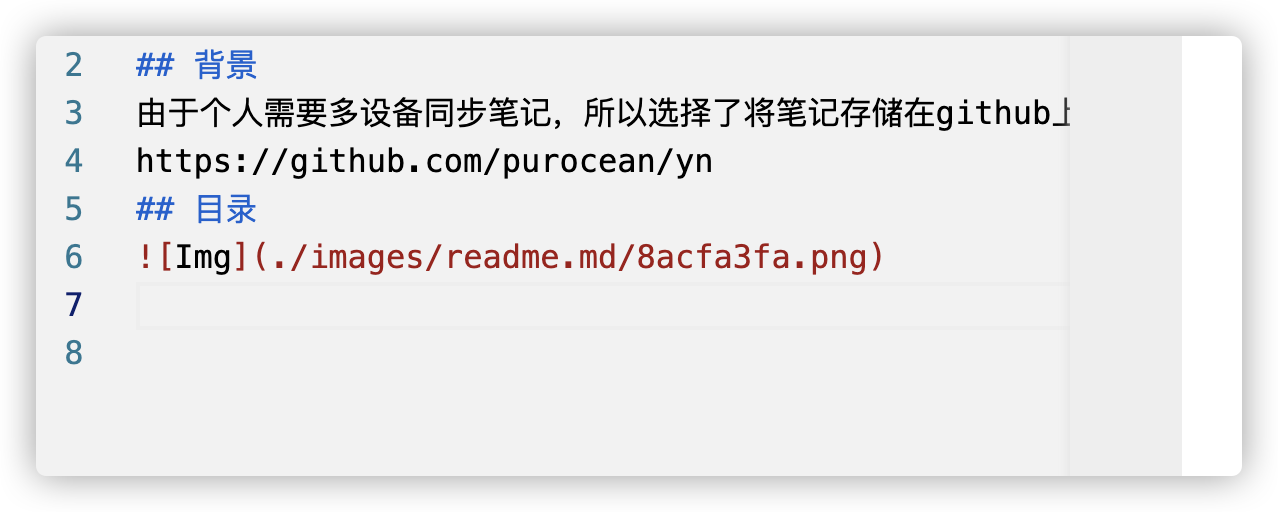 2 ## 背景
3 由于个人需要多设备同步笔记，所以选择了将笔记存储在github上
4 https://github.com/purocean/yn
5 ## 目录
6 ![Img](./images/readme.md/8acfa3fa.png)
7
8